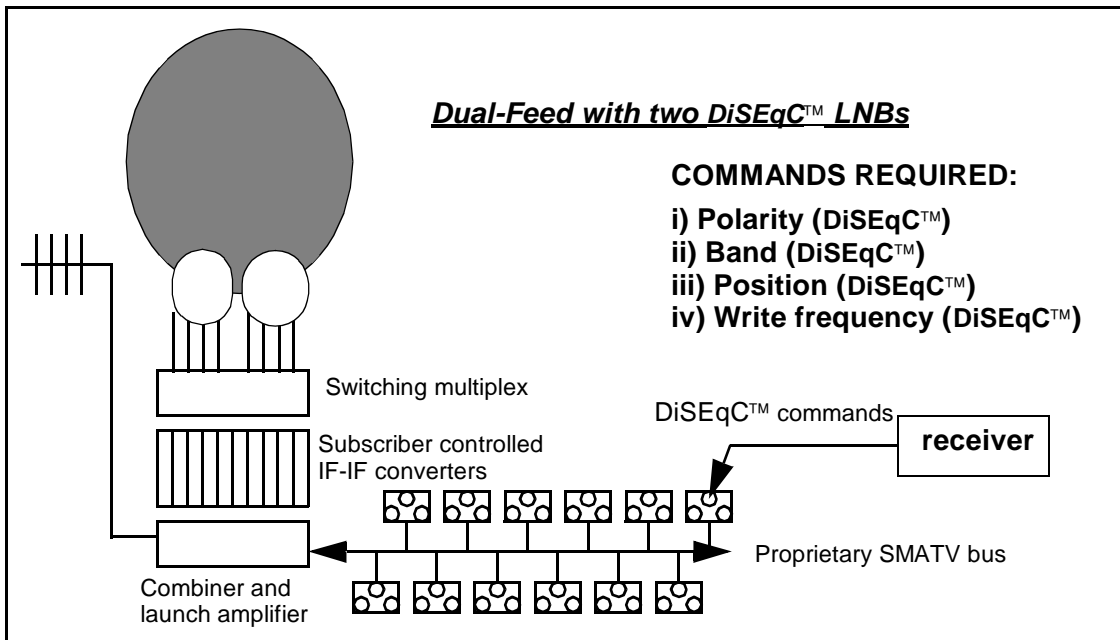 Dual-Feed with two DiSEqC™ LNBs
COMMANDS REQUIRED:
i) Polarity (DiSEqC™)
ii) Band (DiSEqC™)
iii) Position (DiSEqC™)
iv) Write frequency (DiSEqC™)
Switching multiplex
DiSEqC™ commands
receiver
Subscriber controlled
IF-IF converters
Proprietary SMATV bus
Combiner and
launch amplifier